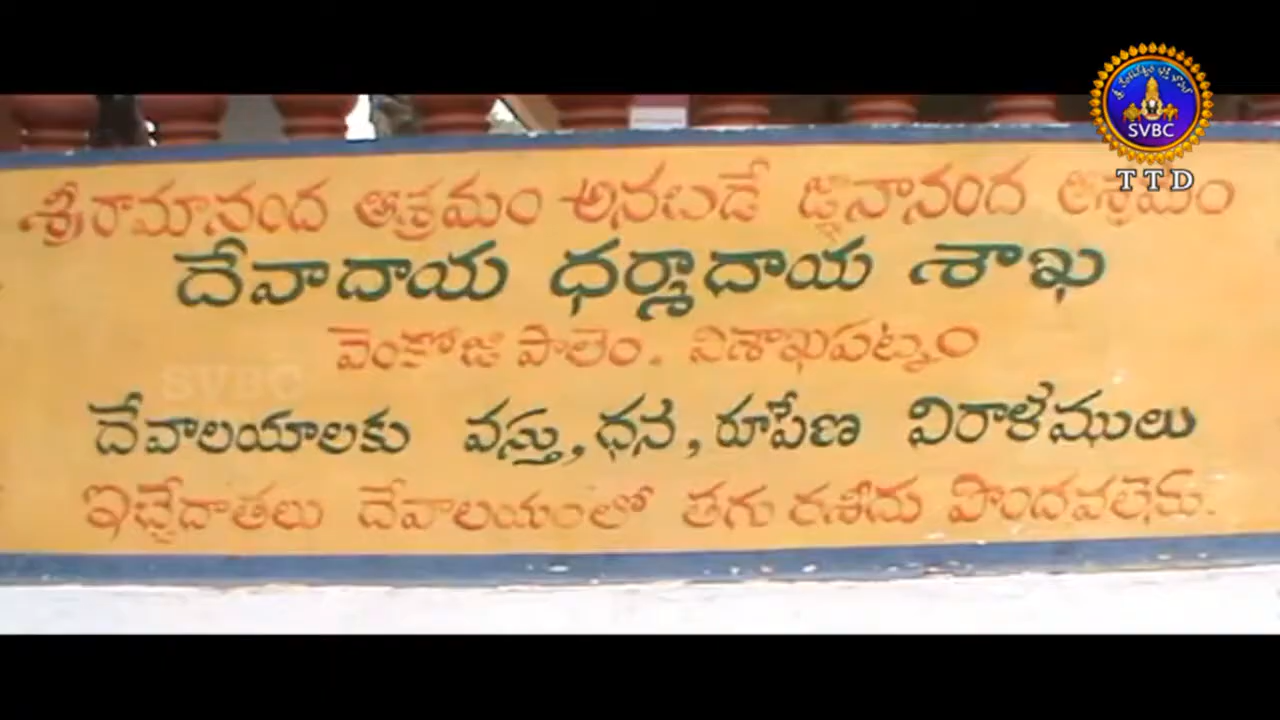 శ్రీరామానంద ఆశ్రమం అనబడే జ్ఞానానంద ఆశ్రమం
దేవాదాయ ధర్మాదాయ శాఖ
వెంకోజి పాలెం. విశాఖపట్నం
దేవాలయాలకు వస్తు, ధన, రూపేణ విరాళములు
ఇచ్చేదాతలు దేవాలయంలో తగు రశీదు పొందవలెను.
SVBC
TTD
SVBC